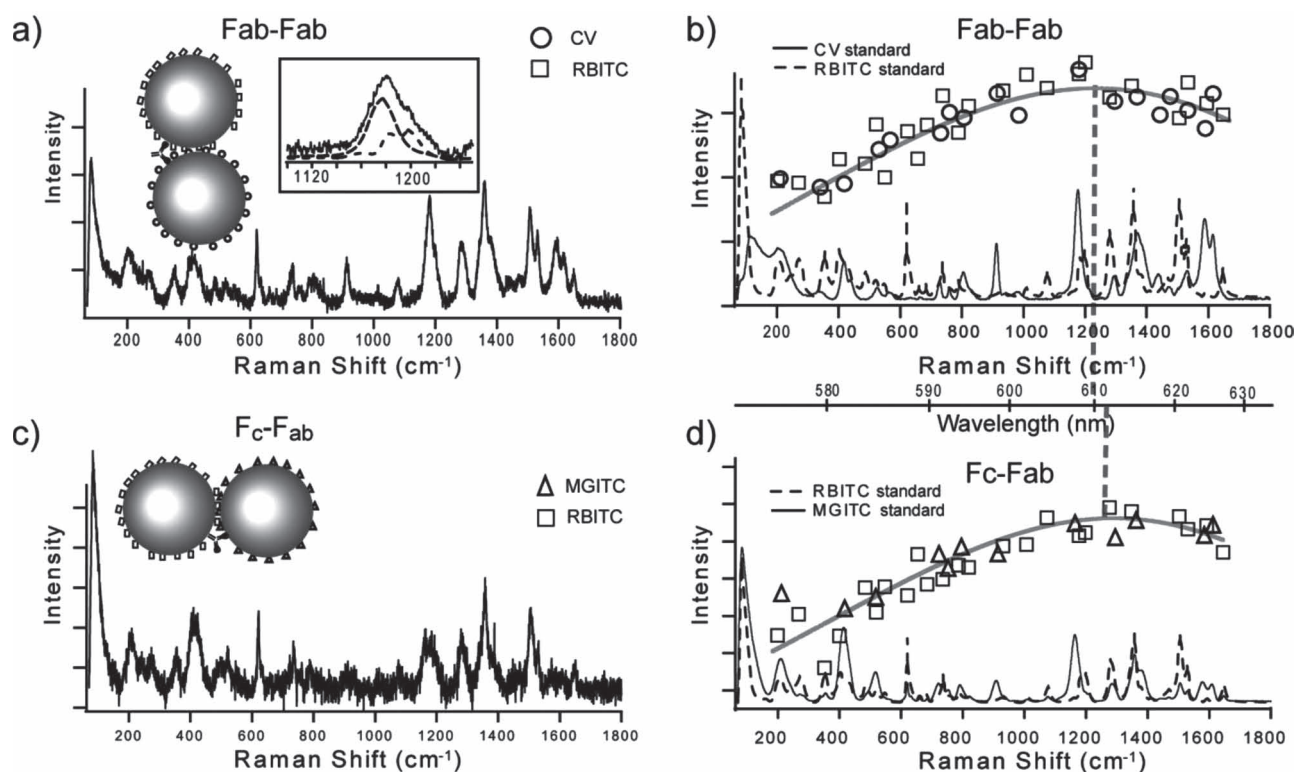 a)
Fab-Fab
CV
RBITC
1120
1200
Intensity
200 400 600 800 1000 1200 1400 1600 1800
Raman Shift (cm-1)
b)
Fab-Fab
CV standard
RBITC standard
Intensity
200 400 600 800 1000 1200 1400 1600 1800
Raman Shift (cm-1)
580 590 600 610 620 630
Wavelength (nm)
c)
Fc-Fab
MGITC
RBITC
Intensity
200 400 600 800 1000 1200 1400 1600 1800
Raman Shift (cm-1)
d)
Fc-Fab
RBITC standard
MGITC standard
Intensity
200 400 600 800 1000 1200 1400 1600 1800
Raman Shift (cm-1)